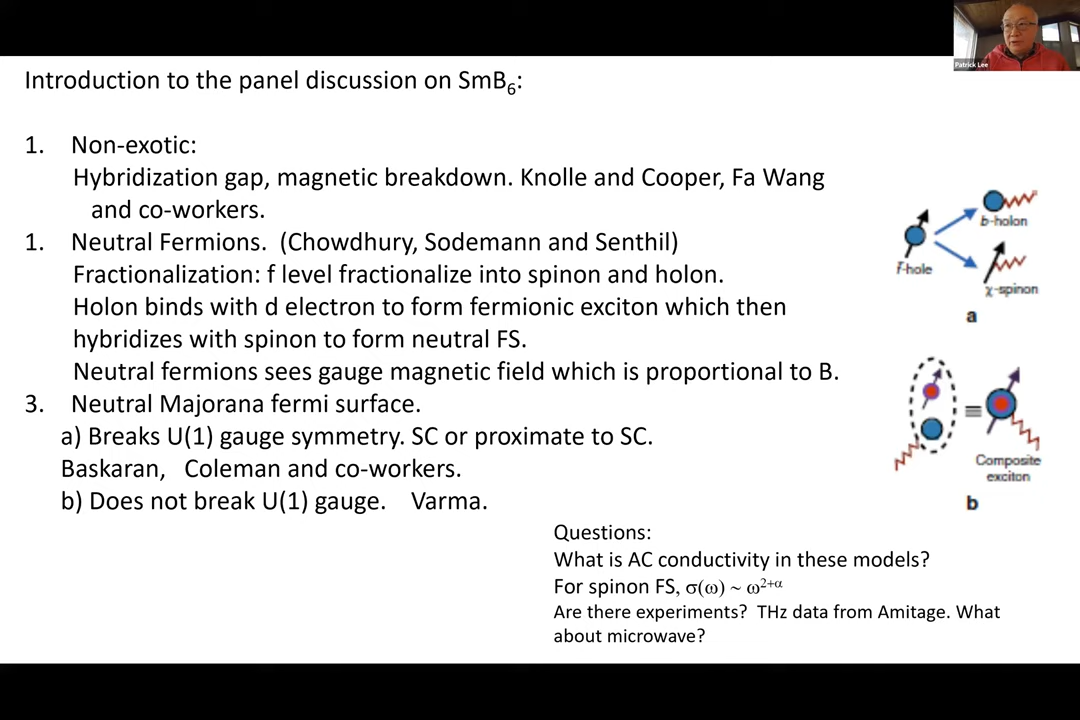 Patrick Lee
Introduction to the panel discussion on SmB₆:
1. Non-exotic:
Hybridization gap, magnetic breakdown. Knolle and Cooper, Fa Wang
and co-workers.
1. Neutral Fermions. (Chowdhury, Sodemann and Senthil)
Fractionalization: f level fractionalize into spinon and holon.
Holon binds with d electron to form fermionic exciton which then
hybridizes with spinon to form neutral FS.
Neutral fermions sees gauge magnetic field which is proportional to B.
3. Neutral Majorana fermi surface.
a) Breaks U(1) gauge symmetry. SC or proximate to SC.
Baskaran, Coleman and co-workers.
b) Does not break U(1) gauge. Varma.
b-holon
f-hole
χ-spinon
a
≡
Composite
exciton
b
Questions:
What is AC conductivity in these models?
For spinon FS, σ(ω) ~ ω²⁺ᵅ
Are there experiments? THz data from Amitage. What
about microwave?